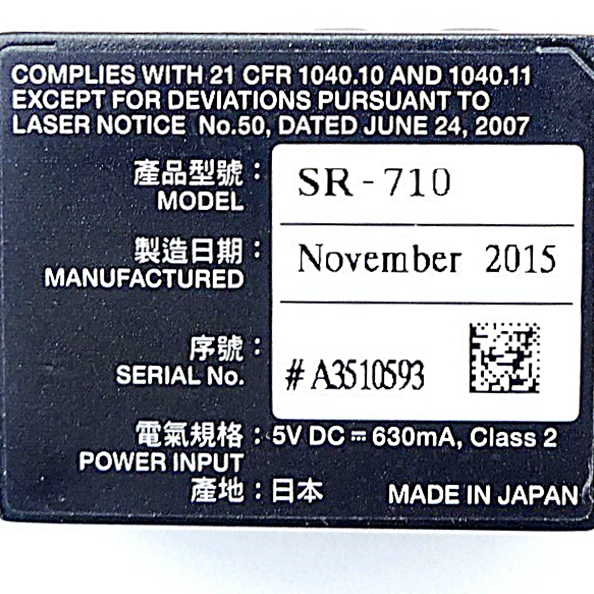 COMPLIES WITH 21 CFR 1040.10 AND 1040.11
EXCEPT FOR DEVIATIONS PURSUANT TO
LASER NOTICE No.50, DATED JUNE 24, 2007
產品型號: SR-710
MODEL
製造日期: November 2015
MANUFACTURED
序號:
SERIAL No. #A3510593
電氣規格: 5V DC⎓630mA, Class 2
POWER INPUT
產地: 日本 MADE IN JAPAN